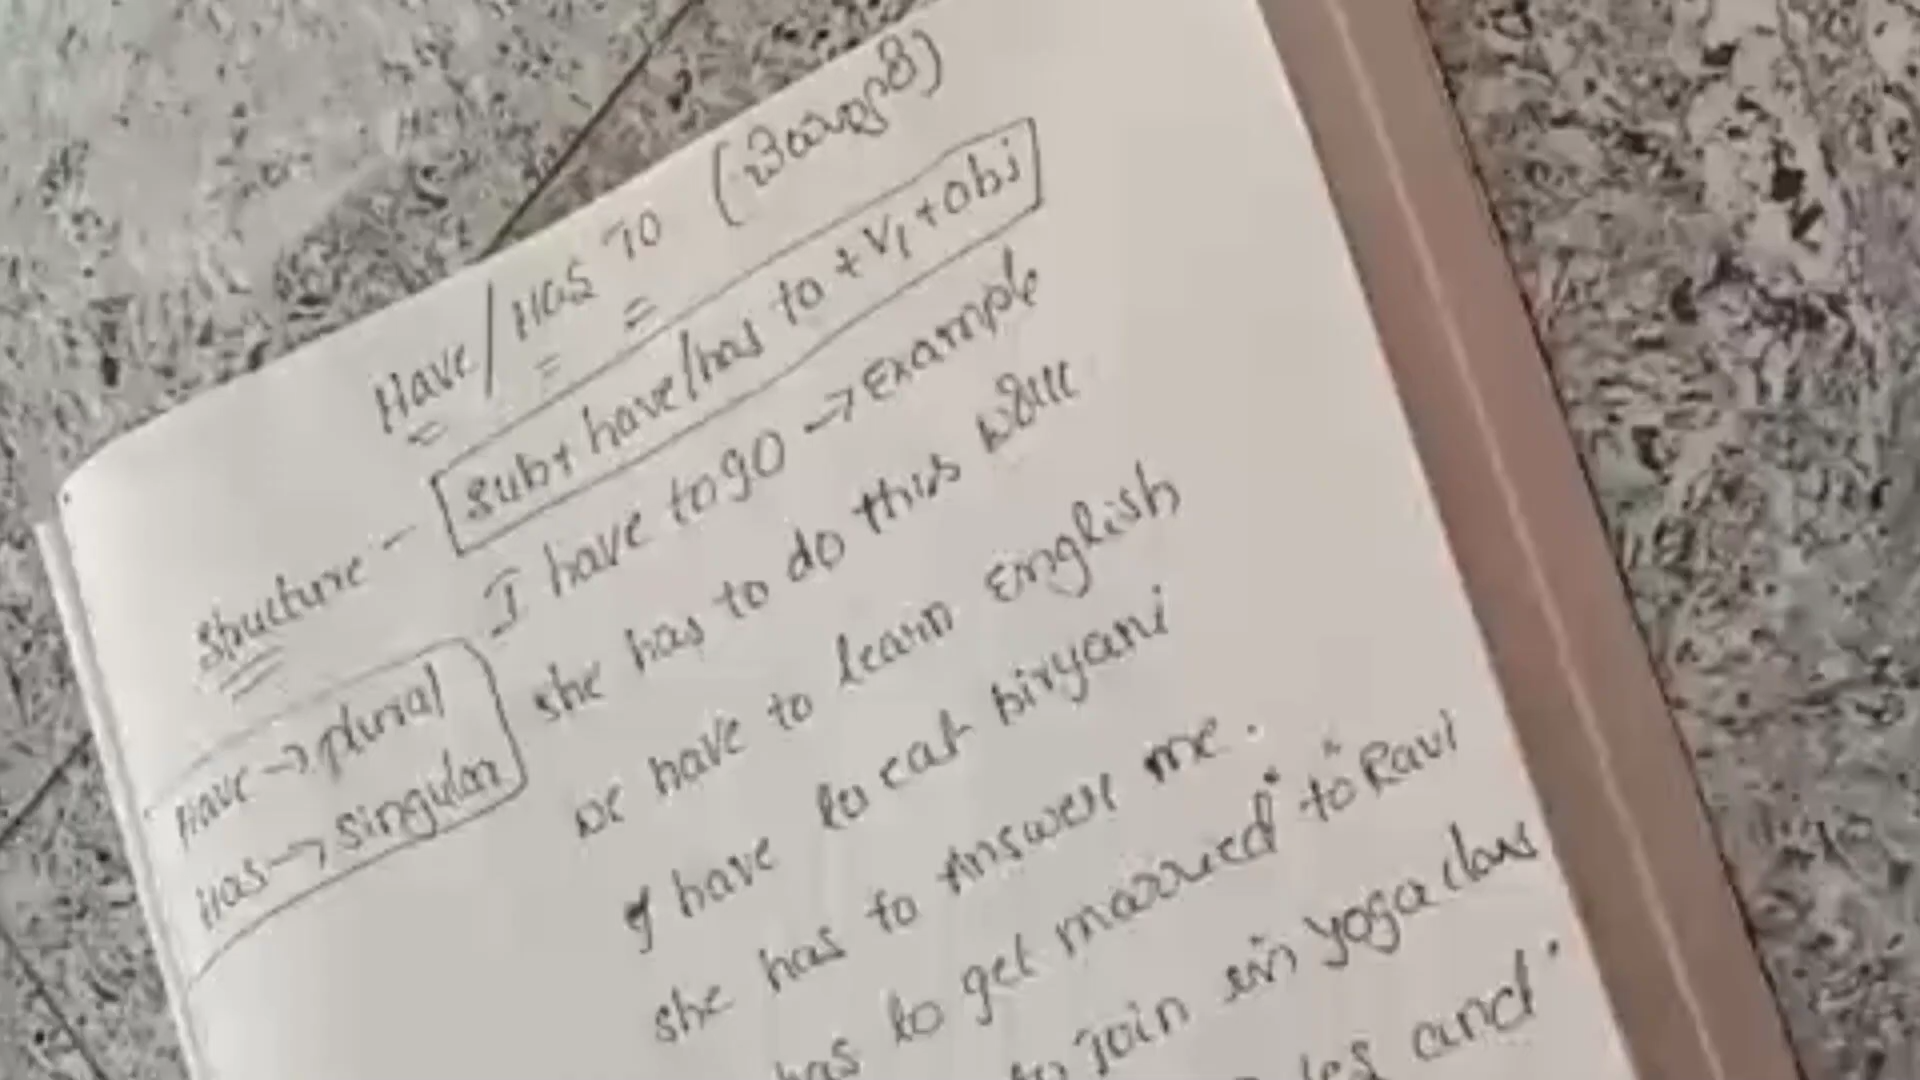 Have/Has To (చేయాలి)
Structure - sub+have/has to+V1+obj
I have to go → Example
she has to do this
Have → plural
Has → singular
we have to learn English
I have to eat biryani
she has to Answer me.
has to get married" "to Ravi
to join in yoga class
and